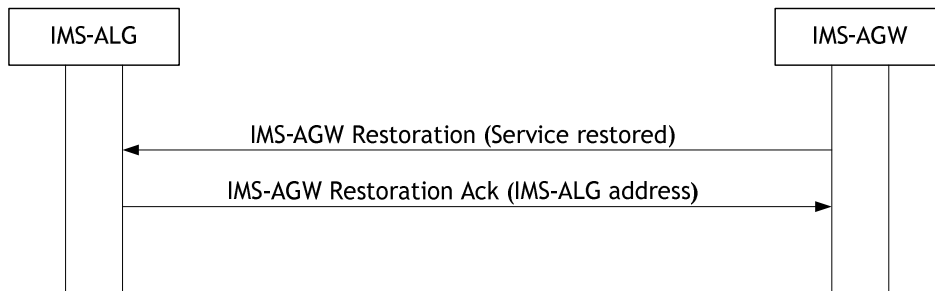 IMS-ALG
IMS-AGW
IMS-AGW Restoration (Service restored)
IMS-AGW Restoration Ack (IMS-ALG address)